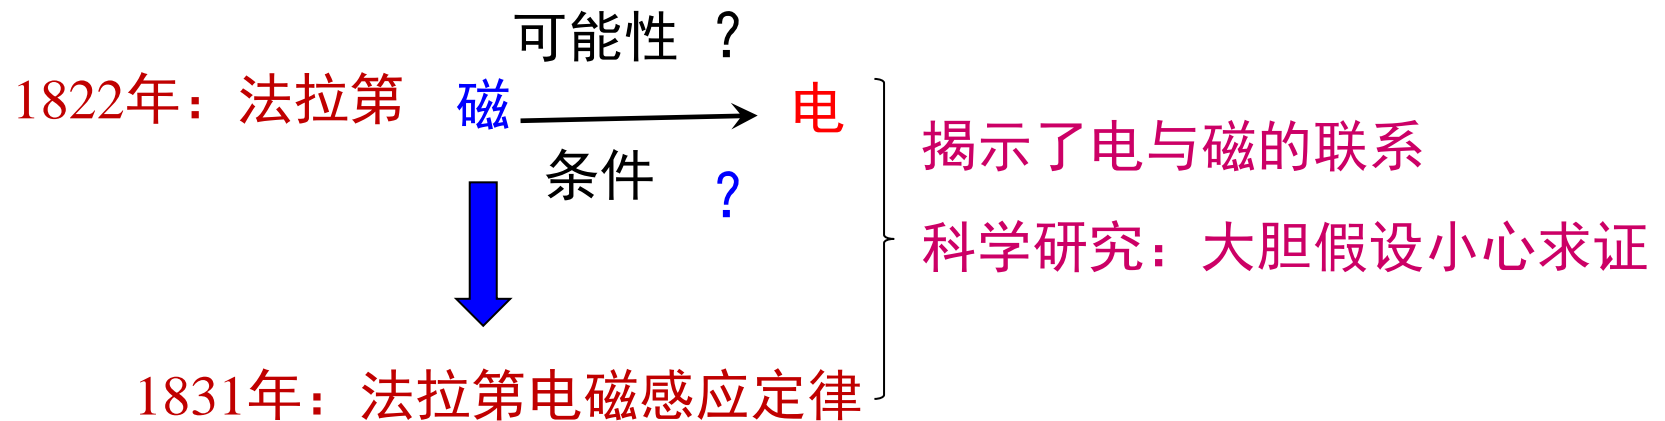 可能性 ？
1822年：法拉第 磁 电
条件 ？
1831年：法拉第电磁感应定律
揭示了电与磁的联系
科学研究：大胆假设小心求证